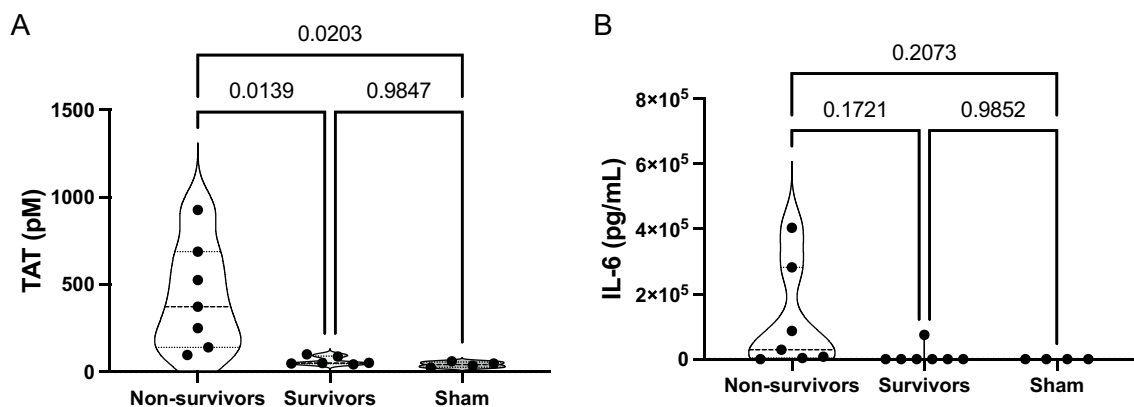 A
0.0203
0.0139 0.9847
1500
1000
500
0
TAT (pM)
Non-survivors Survivors Sham
B
0.2073
0.1721 0.9852
8×10⁵
6×10⁵
4×10⁵
2×10⁵
0
IL-6 (pg/mL)
Non-survivors Survivors Sham